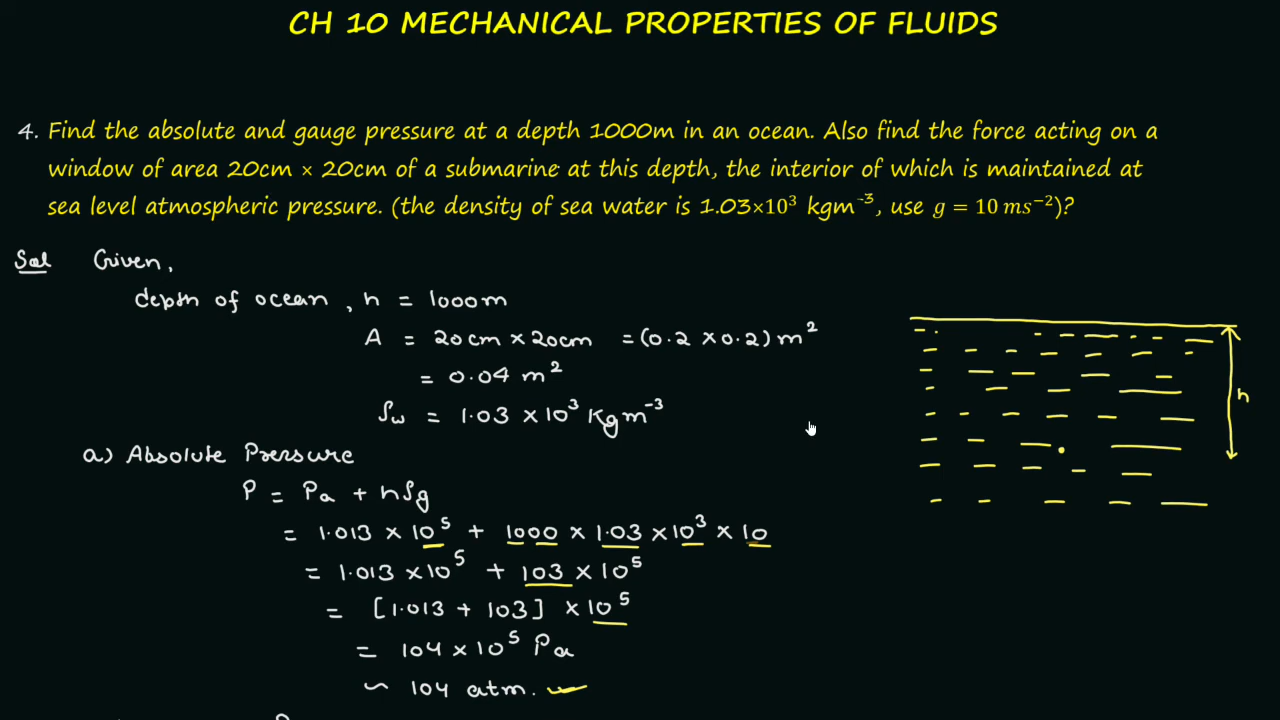 CH 10 MECHANICAL PROPERTIES OF FLUIDS
4. Find the absolute and gauge pressure at a depth 1000m in an ocean. Also find the force acting on a
window of area 20cm × 20cm of a submarine at this depth, the interior of which is maintained at
sea level atmospheric pressure. (the density of sea water is 1.03×10³ kgm⁻³, use g = 10 ms⁻²)?
Sol Given,
depth of ocean, h = 1000m
A = 20cm × 20cm = (0.2 × 0.2) m²
= 0.04 m²
ρw = 1.03 × 10³ Kgm⁻³
h
a) Absolute Pressure
P = Pa + hρg
= 1.013 × 10⁵ + 1000 × 1.03 × 10³ × 10
= 1.013 × 10⁵ + 103 × 10⁵
= [1.013 + 103] × 10⁵
= 104 × 10⁵ Pa
~ 104 atm.